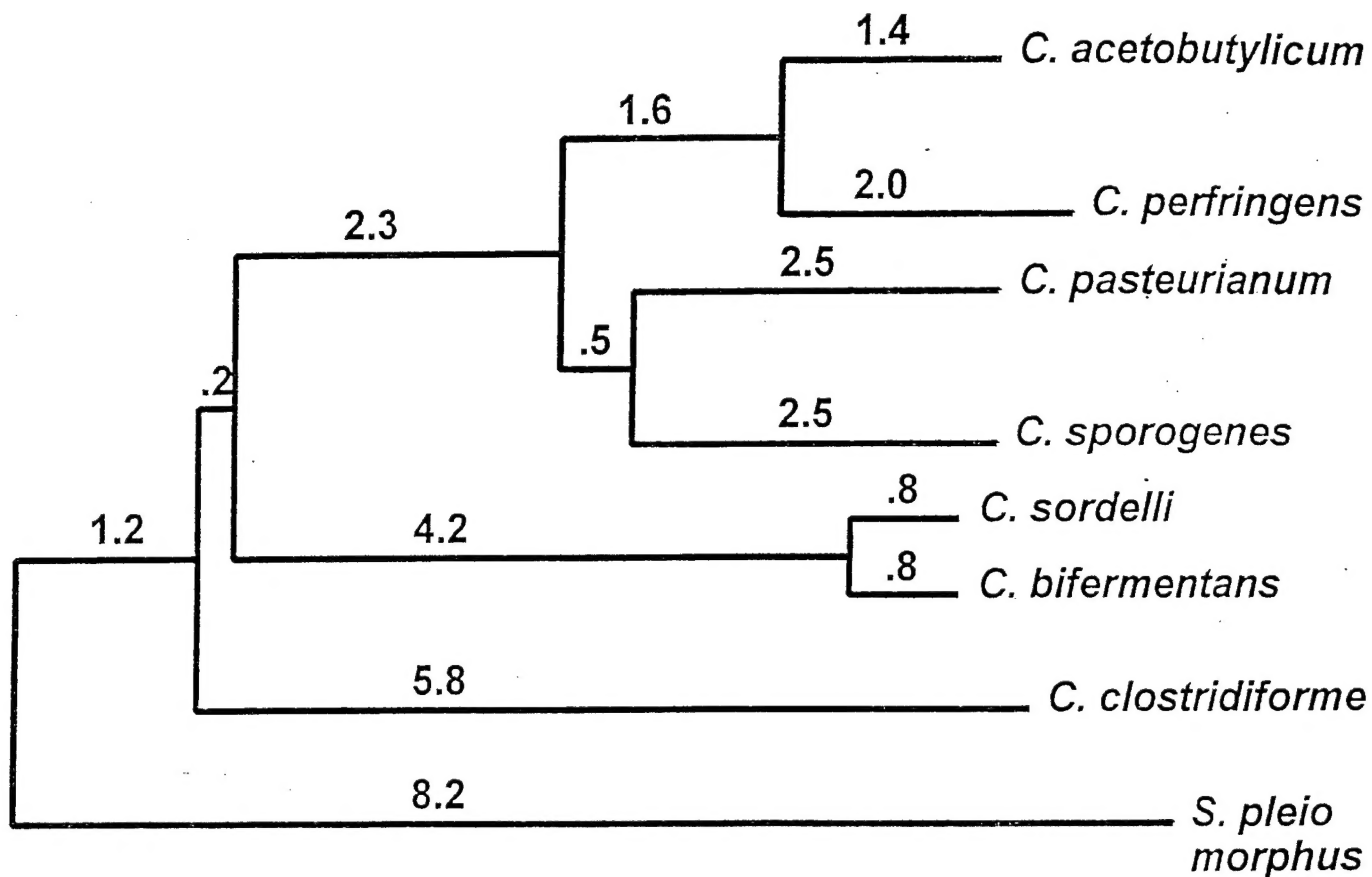 1.4
C. acetobutylicum
1.6
2.0
C. perfringens
2.3
2.5
C. pasteurianum
.5
.2
2.5
C. sporogenes
.8
C. sordelli
1.2
4.2
.8
C. bifermentans
5.8
C. clostridiforme
8.2
S. pleio
morphus